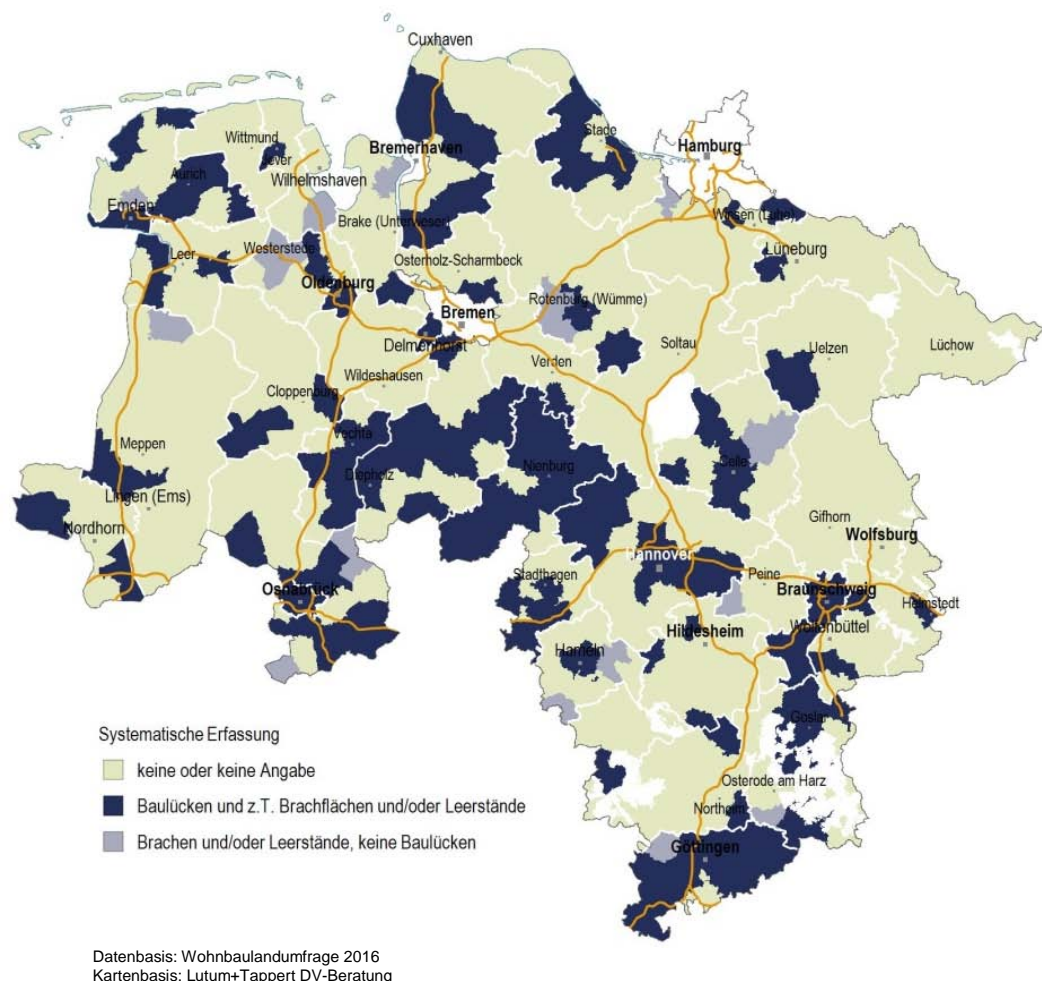 Cuxhaven
Stade
Wittmund
Jever
Bremerhaven
Hamburg
Aurich
Wilhelmshaven
Emden
Brake (Unterweser)
Winsen (Luhe)
Leer
Westerstede
Lüneburg
Osterholz-Scharmbeck
Oldenburg
Rotenburg (Wümme)
Bremen
Delmenhorst
Soltau
Uelzen
Lüchow
Verden
Wildeshausen
Cloppenburg
Vechta
Meppen
Diepholz
Nienburg
Celle
Lingen (Ems)
Nordhorn
Gifhorn
Wolfsburg
Hannover
Stadthagen
Peine
Osnabrück
Braunschweig
Helmstedt
Wolfenbüttel
Hildesheim
Hameln
Goslar
Osterode am Harz
Northeim
Göttingen
Systematische Erfassung
keine oder keine Angabe
Baulücken und z.T. Brachflächen und/oder Leerstände
Brachen und/oder Leerstände, keine Baulücken
Datenbasis: Wohnbaulandumfrage 2016
Kartenbasis: Lutum+Tappert DV-Beratung